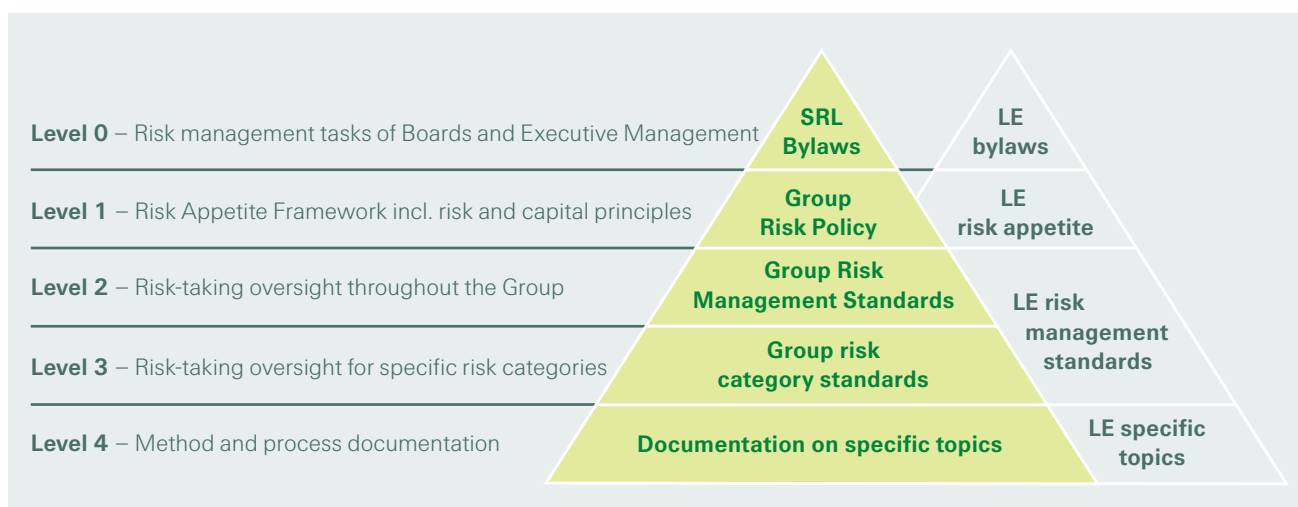 Level 0 – Risk management tasks of Boards and Executive Management
SRL
Bylaws
LE
bylaws
Level 1 – Risk Appetite Framework incl. risk and capital principles
Group
Risk Policy
LE
risk appetite
Level 2 – Risk-taking oversight throughout the Group
Group Risk
Management Standards
LE risk
management
standards
Level 3 – Risk-taking oversight for specific risk categories
Group risk
category standards
Level 4 – Method and process documentation
Documentation on specific topics
LE specific
topics